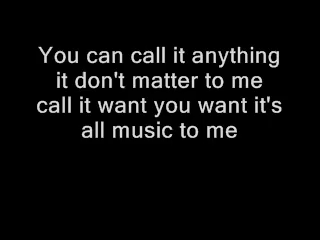 You can call it anything
it don't matter to me
call it want you want it's
all music to me